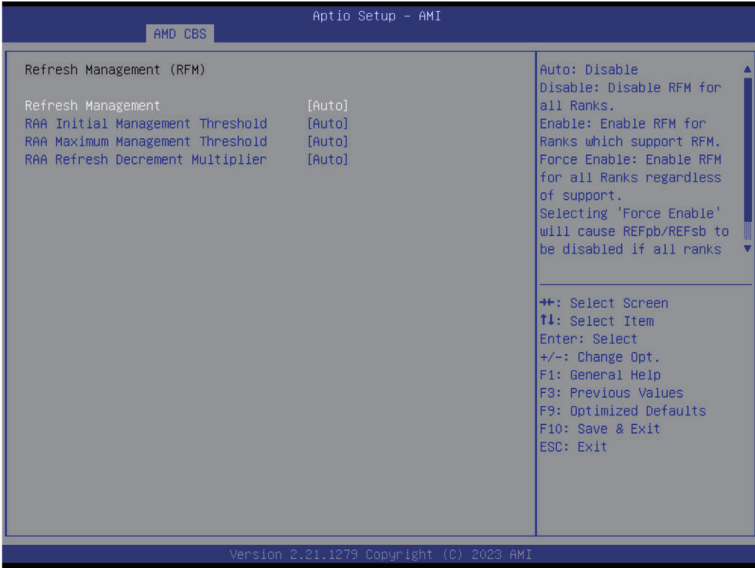 Aptio Setup - AMI
AMD CBS
Refresh Management (RFM)
Refresh Management [Auto]
RAA Initial Management Threshold [Auto]
RAA Maximum Management Threshold [Auto]
RAA Refresh Decrement Multiplier [Auto]
Auto: Disable
Disable: Disable RFM for
all Ranks.
Enable: Enable RFM for
Ranks which support RFM.
Force Enable: Enable RFM
for all Ranks regardless
of support.
Selecting 'Force Enable'
will cause REFpb/REFsb to
be disabled if all ranks
→←: Select Screen
↑↓: Select Item
Enter: Select
+/-: Change Opt.
F1: General Help
F3: Previous Values
F9: Optimized Defaults
F10: Save & Exit
ESC: Exit
Version 2.21.1279 Copyright (C) 2023 AMI